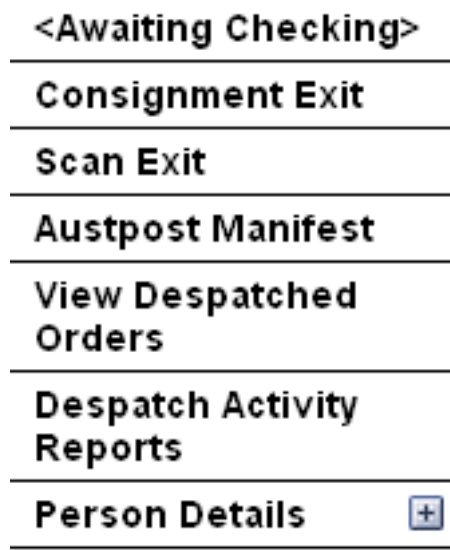 <Awaiting Checking>
Consignment Exit
Scan Exit
Austpost Manifest
View Despatched
Orders
Despatch Activity
Reports
Person Details